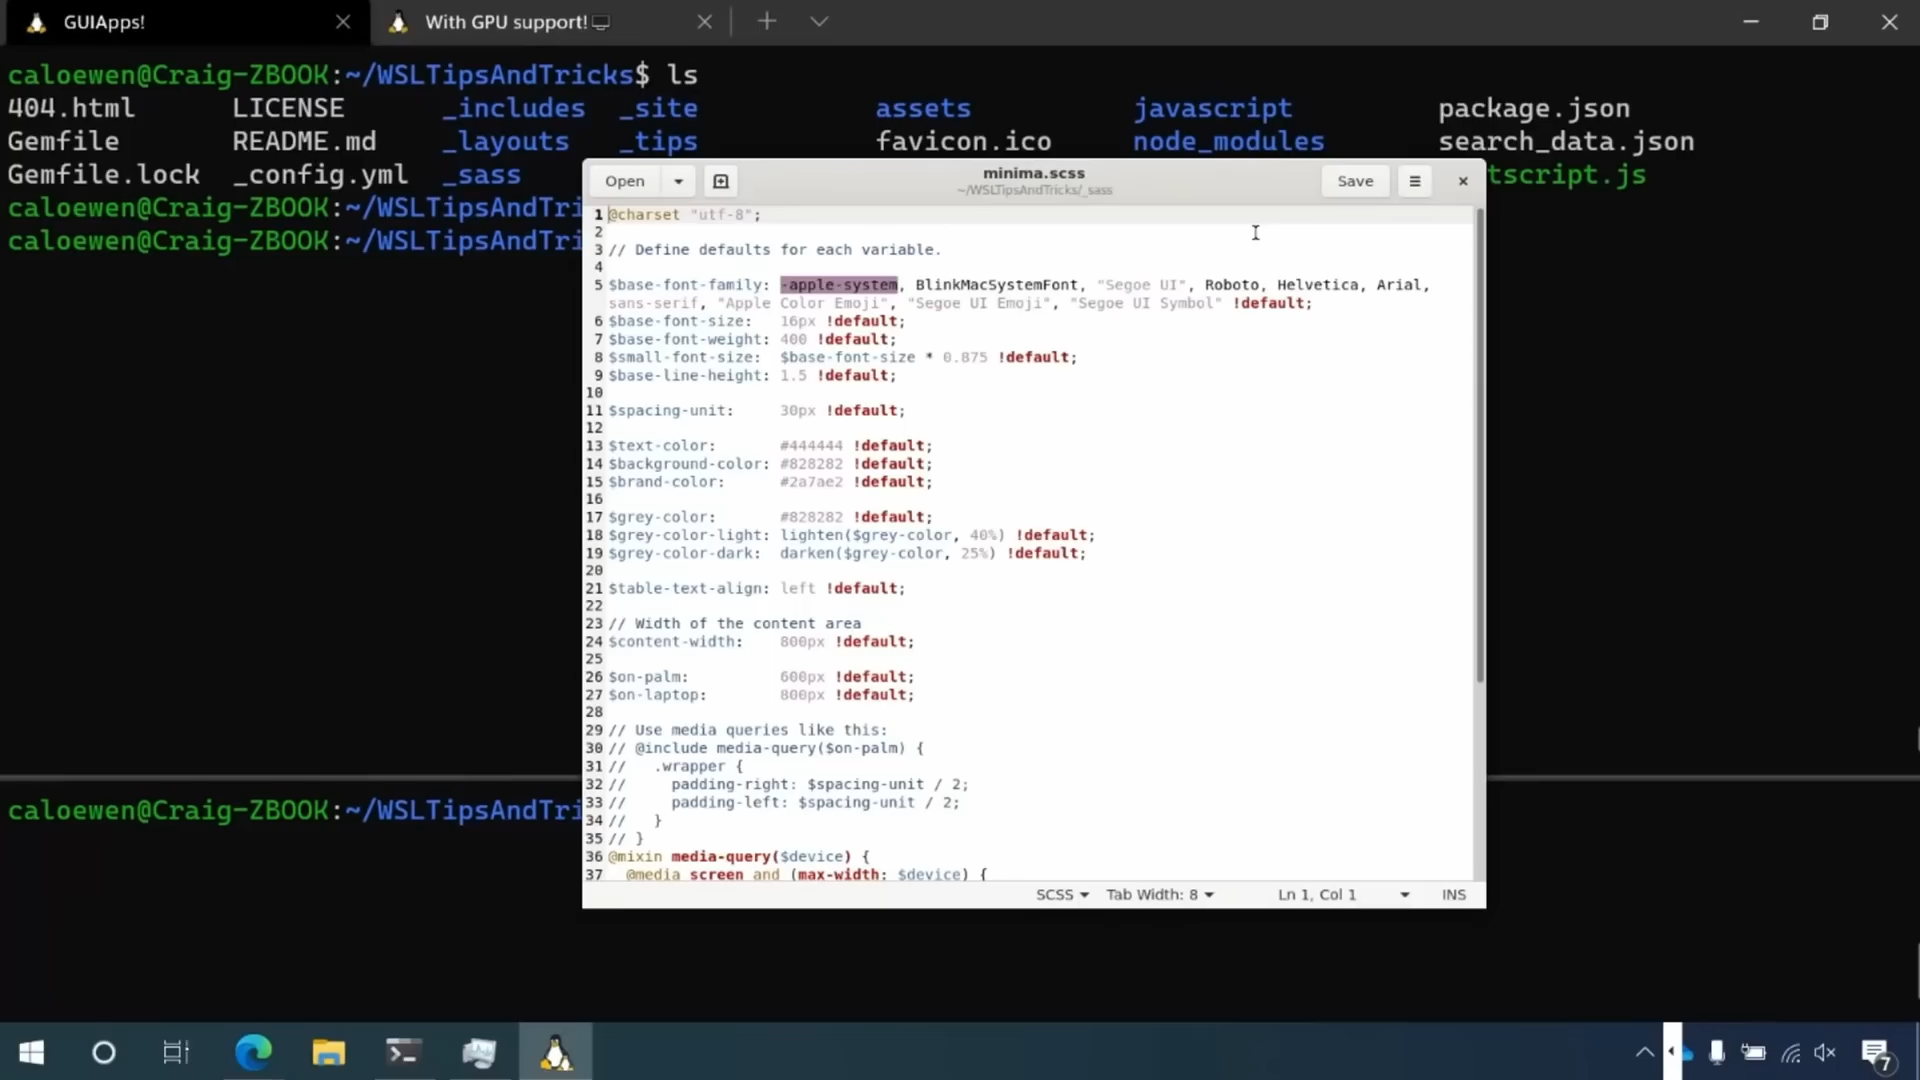 GUIApps!
With GPU support!
caloewen@Craig-ZBOOK:~/WSLTipsAndTricks$ ls
404.html LICENSE _includes _site assets javascript package.json
Gemfile README.md _layouts _tips favicon.ico node_modules search_data.json
Gemfile.lock _config.yml _sass tscript.js
caloewen@Craig-ZBOOK:~/WSLTipsAndTri
caloewen@Craig-ZBOOK:~/WSLTipsAndTri
Open minima.scss Save
~/WSLTipsAndTricks/_sass
1 @charset "utf-8";
2
3 // Define defaults for each variable.
4
5 $base-font-family: -apple-system, BlinkMacSystemFont, "Segoe UI", Roboto, Helvetica, Arial,
sans-serif, "Apple Color Emoji", "Segoe UI Emoji", "Segoe UI Symbol" !default;
6 $base-font-size: 16px !default;
7 $base-font-weight: 400 !default;
8 $small-font-size: $base-font-size * 0.875 !default;
9 $base-line-height: 1.5 !default;
10
11 $spacing-unit: 30px !default;
12
13 $text-color: #444444 !default;
14 $background-color: #828282 !default;
15 $brand-color: #2a7ae2 !default;
16
17 $grey-color: #828282 !default;
18 $grey-color-light: lighten($grey-color, 40%) !default;
19 $grey-color-dark: darken($grey-color, 25%) !default;
20
21 $table-text-align: left !default;
22
23 // Width of the content area
24 $content-width: 800px !default;
25
26 $on-palm: 600px !default;
27 $on-laptop: 800px !default;
28
29 // Use media queries like this:
30 // @include media-query($on-palm) {
31 // .wrapper {
32 // padding-right: $spacing-unit / 2;
33 // padding-left: $spacing-unit / 2;
34 // }
35 // }
36 @mixin media-query($device) {
37 @media screen and (max-width: $device) {
SCSS Tab Width: 8 Ln 1, Col 1 INS
caloewen@Craig-ZBOOK:~/WSLTipsAndTri
7